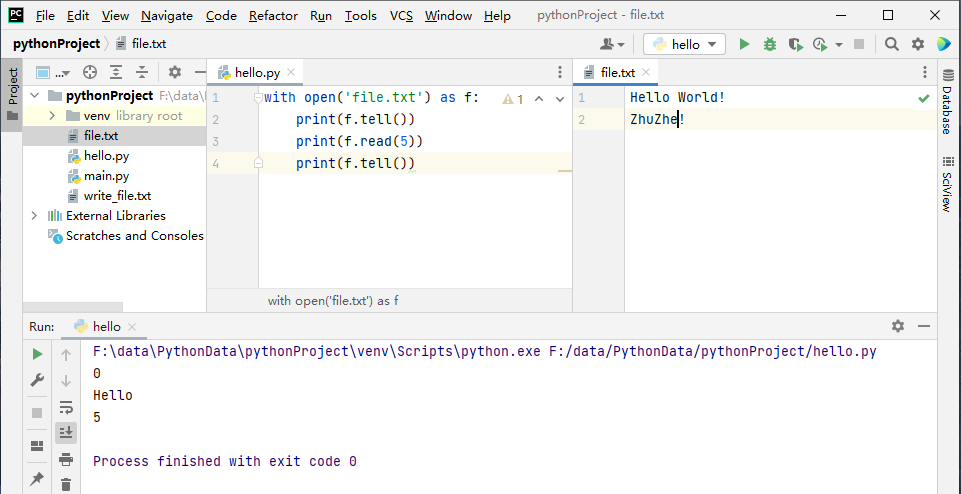 PC File Edit View Navigate Code Refactor Run Tools VCS Window Help pythonProject - file.txt
pythonProject file.txt hello
Project
... hello.py file.txt
pythonProject F:\data\
venv library root
file.txt
hello.py
main.py
write_file.txt
External Libraries
Scratches and Consoles
1 with open('file.txt') as f: 1
2 print(f.tell())
3 print(f.read(5))
4 print(f.tell())
with open('file.txt') as f
1 Hello World!
2 ZhuZhe!
Database
SciView
Run: hello
F:\data\PythonData\pythonProject\venv\Scripts\python.exe F:/data/PythonData/pythonProject/hello.py
0
Hello
5
Process finished with exit code 0